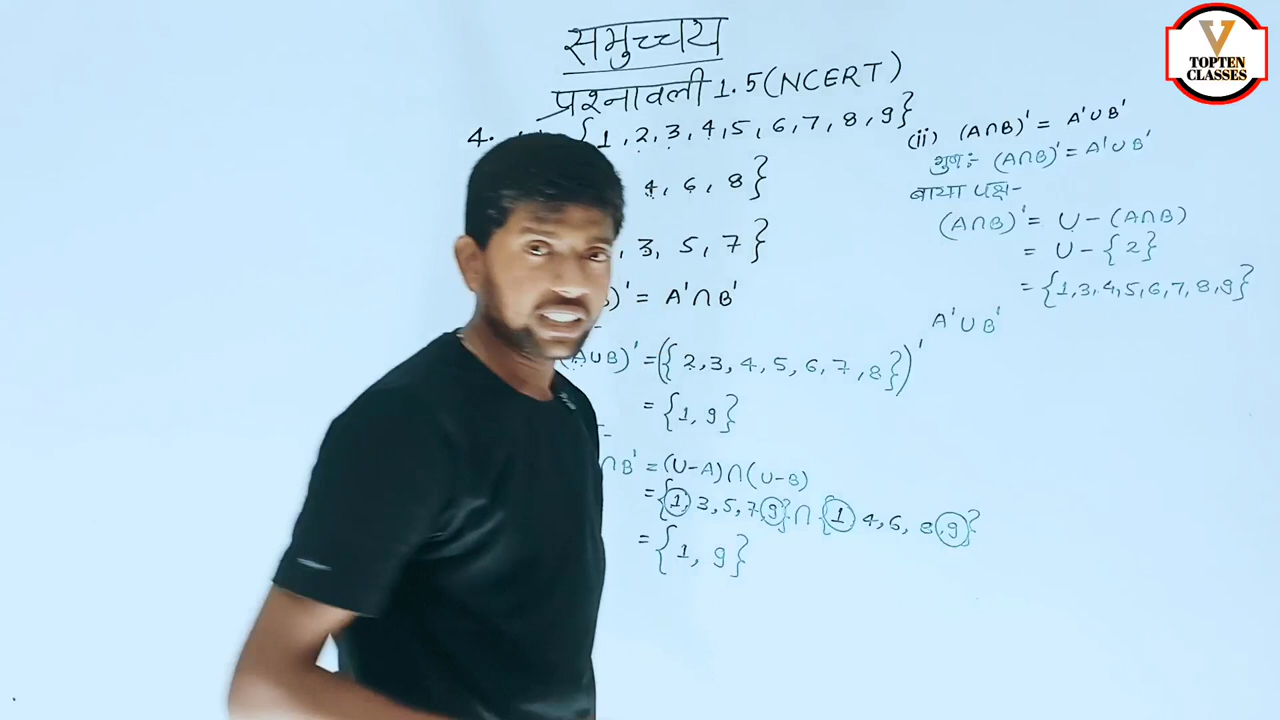 समुच्चय
प्रश्नावली 1.5 (NCERT)
4. {1, 2, 3, 4, 5, 6, 7, 8, 9}
4, 6, 8}
, 3, 5, 7}
)' = A'∩B'
(A∪B)' = ({2, 3, 4, 5, 6, 7, 8})'
= {1, 9}
∩B' = (U-A)∩(U-B)
= {1, 3, 5, 7, 9}∩{1 4, 6, 8, 9}
= {1, 9}
(ii) (A∩B)' = A'∪B'
गुण:- (A∩B)' = A'∪B'
बाया पक्ष-
(A∩B)' = U-(A∩B)
= U-{2}
= {1,3,4,5,6,7,8,9}
A'∪B'
V
TOPTEN
CLASSES